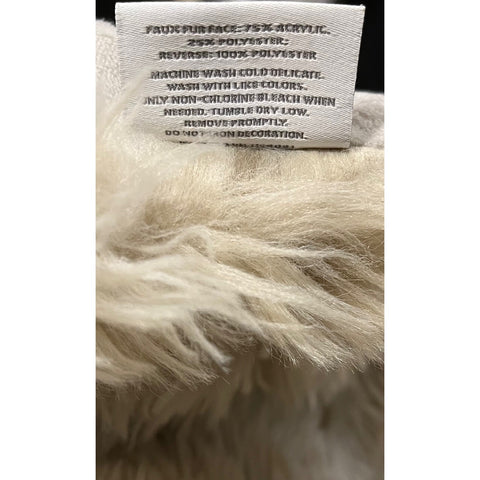 FAUX FUR FACE: 75% ACRYLIC,
25% POLYESTER;
REVERSE: 100% POLYESTER
MACHINE WASH COLD DELICATE.
WASH WITH LIKE COLORS.
ONLY NON-CHLORINE BLEACH WHEN
NEEDED. TUMBLE DRY LOW.
REMOVE PROMPTLY.
DO NOT IRON DECORATION.